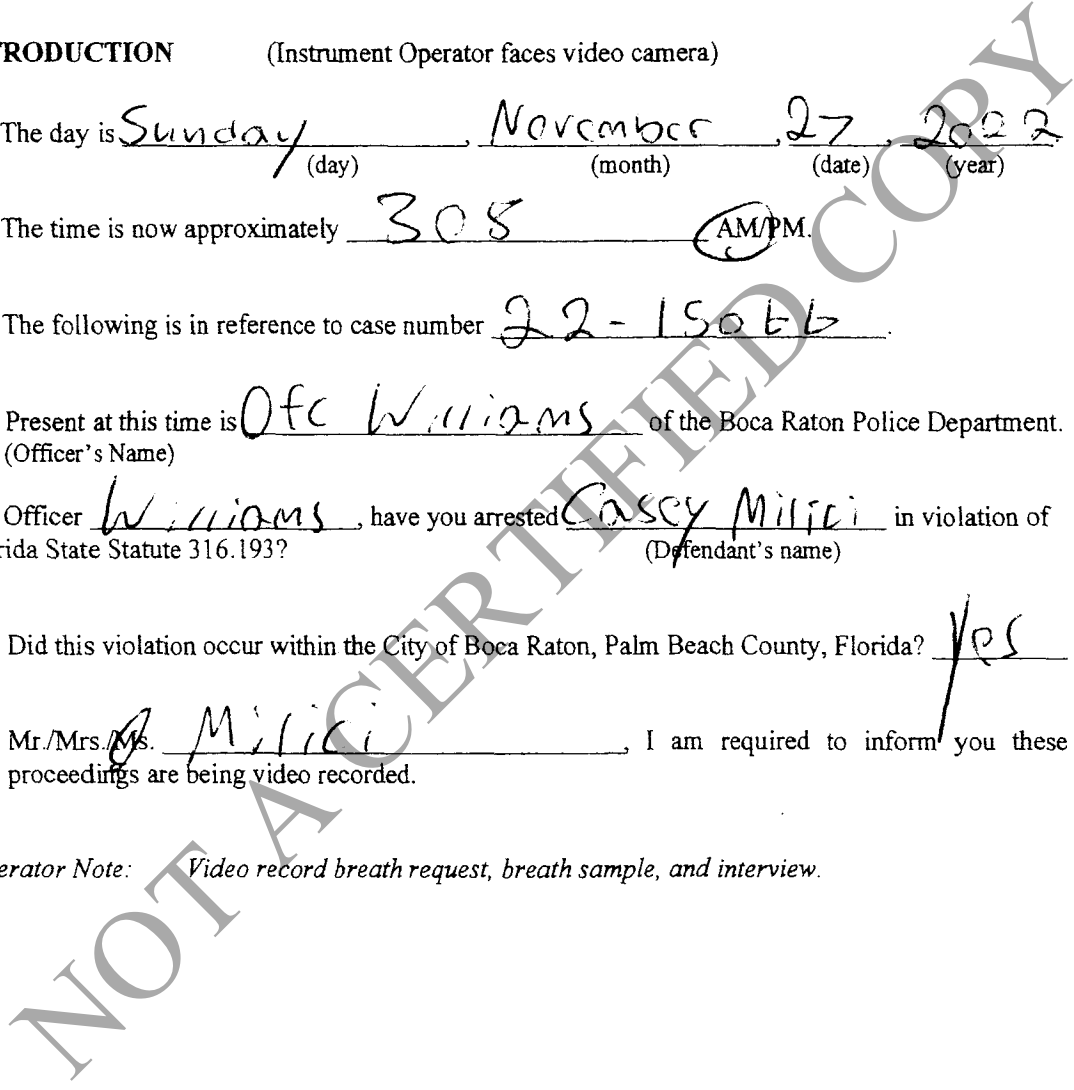 TRODUCTION (Instrument Operator faces video camera)
The day is Sunday, November, 27, 2022
(day) (month) (date) (year)
The time is now approximately 305 AM/PM.
The following is in reference to case number 22-
Present at this time is Ofc Williams of the Boca Raton Police Department.
(Officer's Name)
Officer Williams, have you arrested Casey Milici in violation of
rida State Statute 316.193? (Defendant's name)
Did this violation occur within the City of Boca Raton, Palm Beach County, Florida? Yes
Mr./Mrs./Ms. Milici, I am required to inform you these
proceedings are being video recorded.
erator Note: Video record breath request, breath sample, and interview.
NOT A CERTIFIED COPY